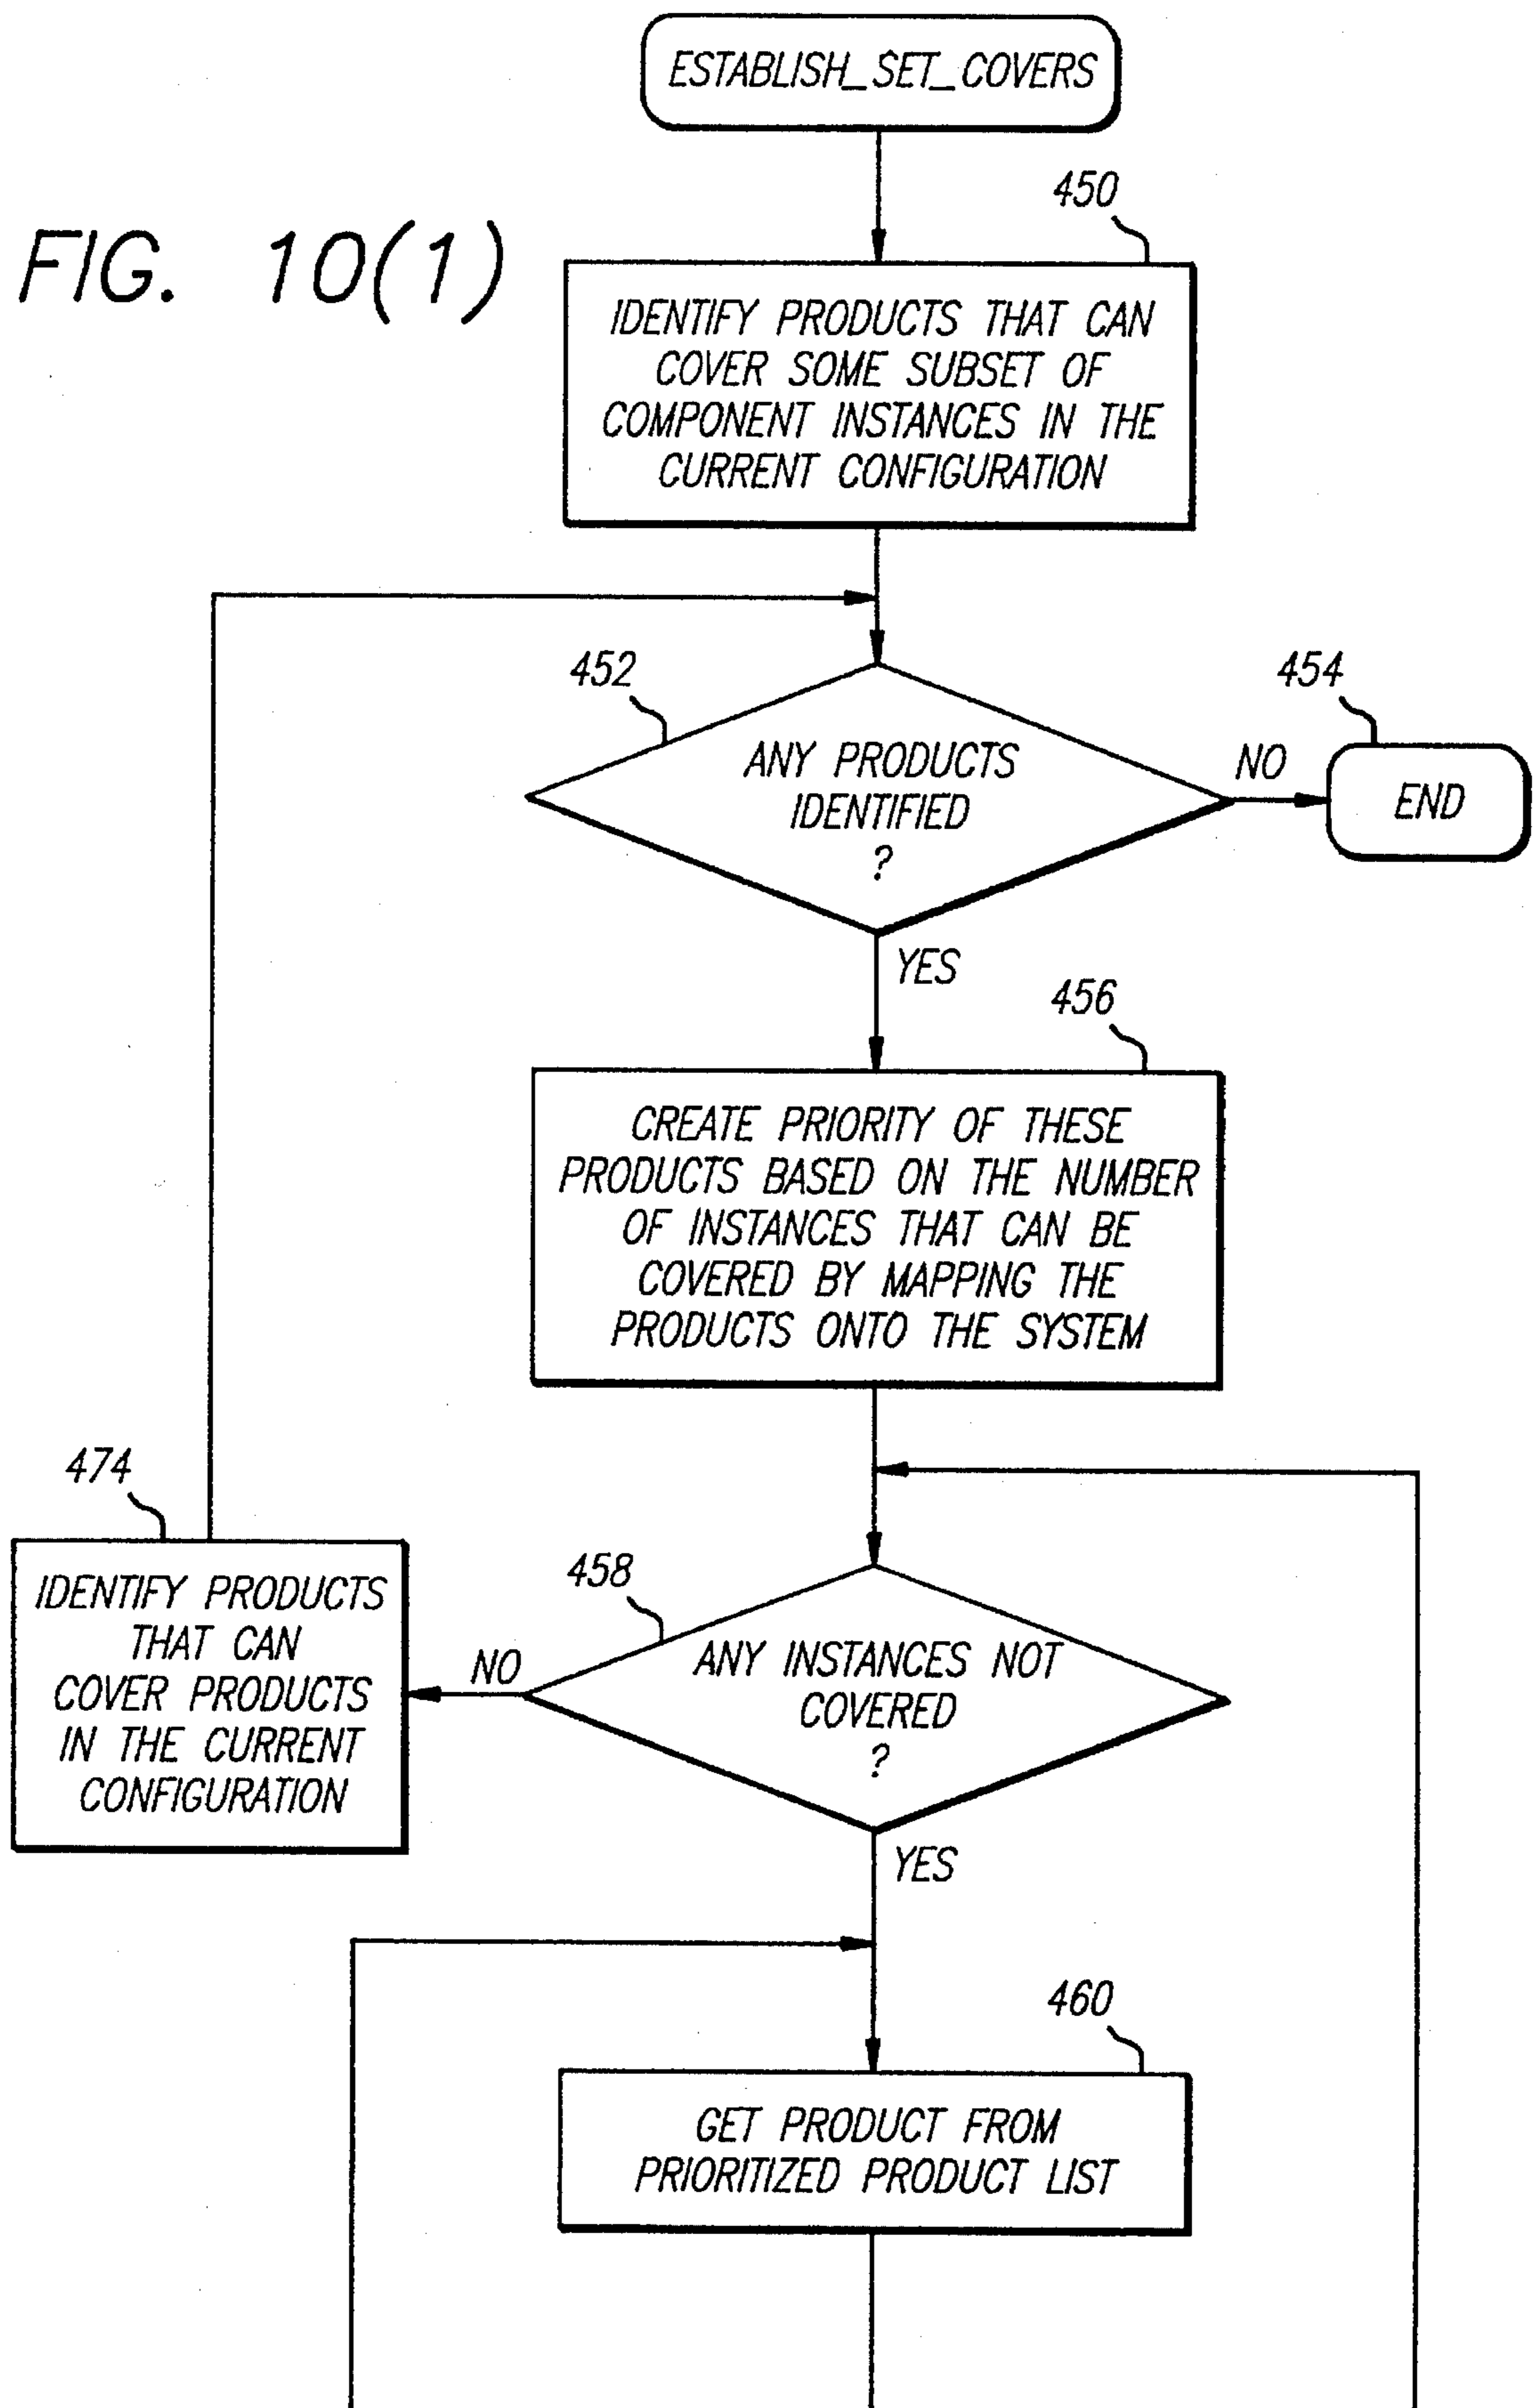 ESTABLISH_SET_COVERS
450
FIG. 10(1)
IDENTIFY PRODUCTS THAT CAN
COVER SOME SUBSET OF
COMPONENT INSTANCES IN THE
CURRENT CONFIGURATION
452
454
ANY PRODUCTS
IDENTIFIED
?
NO
END
YES
456
CREATE PRIORITY OF THESE
PRODUCTS BASED ON THE NUMBER
OF INSTANCES THAT CAN BE
COVERED BY MAPPING THE
PRODUCTS ONTO THE SYSTEM
474
IDENTIFY PRODUCTS
THAT CAN
COVER PRODUCTS
IN THE CURRENT
CONFIGURATION
458
NO
ANY INSTANCES NOT
COVERED
?
YES
460
GET PRODUCT FROM
PRIORITIZED PRODUCT LIST